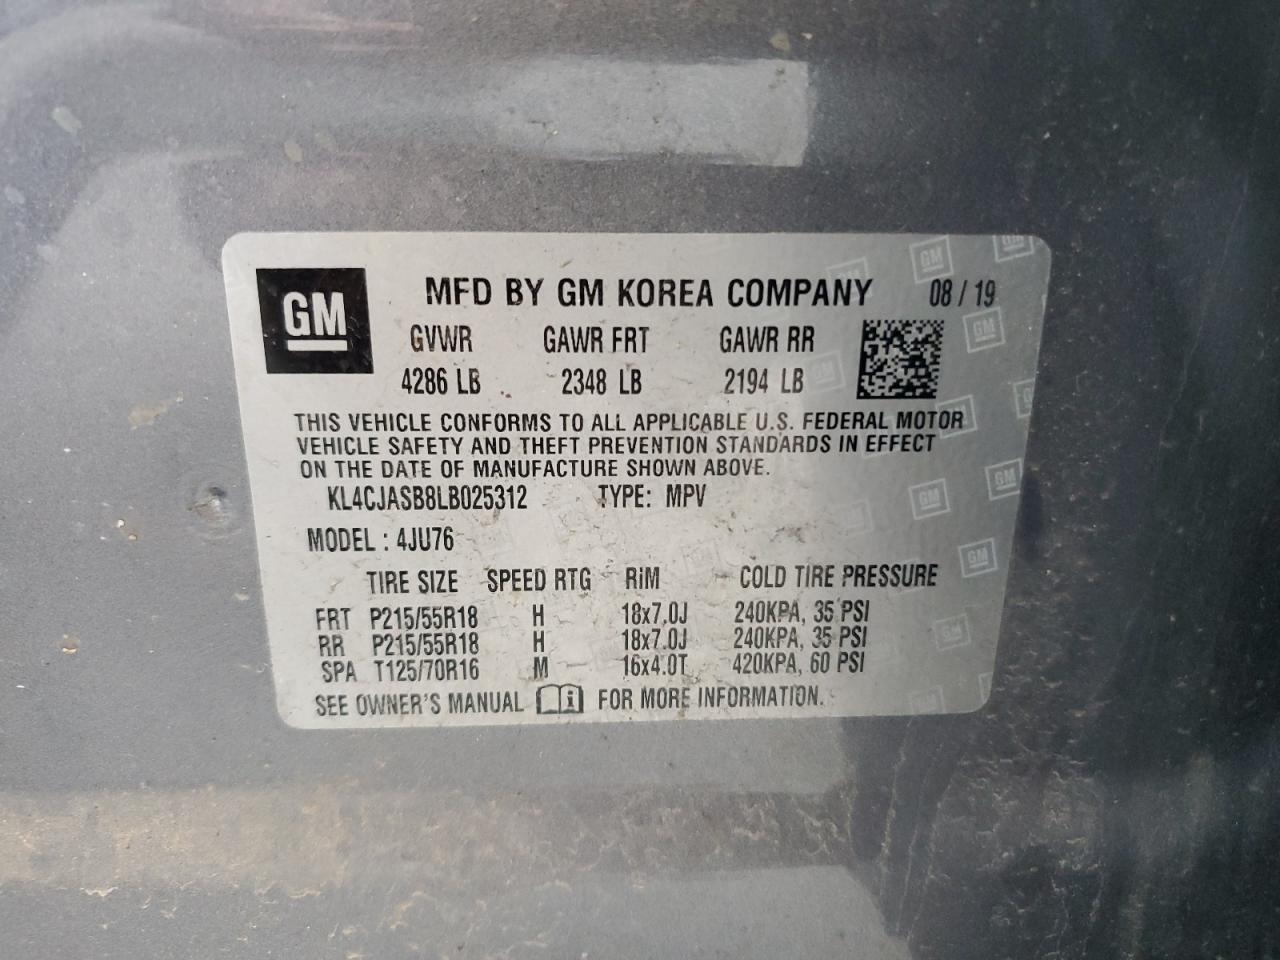 GM
MFD BY GM KOREA COMPANY 08 / 19
GVWR GAWR FRT GAWR RR
4286 LB 2348 LB 2194 LB
THIS VEHICLE CONFORMS TO ALL APPLICABLE U.S. FEDERAL MOTOR
VEHICLE SAFETY AND THEFT PREVENTION STANDARDS IN EFFECT
ON THE DATE OF MANUFACTURE SHOWN ABOVE.
KL4CJASB8LB025312 TYPE: MPV
MODEL : 4JU76
TIRE SIZE SPEED RTG RIM COLD TIRE PRESSURE
FRT P215/55R18 H 18x7.0J 240KPA, 35 PSI
RR P215/55R18 H 18x7.0J 240KPA, 35 PSI
SPA T125/70R16 M 16x4.0T 420KPA, 60 PSI
SEE OWNER'S MANUAL FOR MORE INFORMATION.